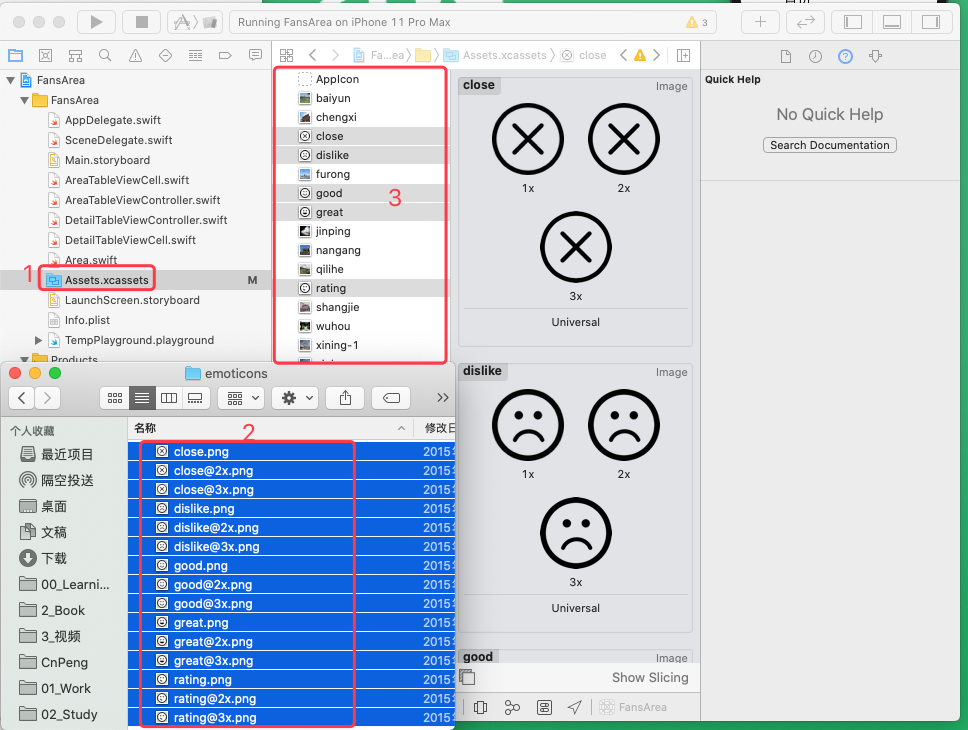 Running FansArea on iPhone 11 Pro Max
3
Fa...ea
Assets.xcassets
close
FansArea
FansArea
AppDelegate.swift
SceneDelegate.swift
Main.storyboard
AreaTableViewCell.swift
AreaTableViewController.swift
DetailTableViewController.swift
DetailTableViewCell.swift
Area.swift
1
Assets.xcassets
M
LaunchScreen.storyboard
Info.plist
TempPlayground.playground
Products
AppIcon
baiyun
chengxi
close
dislike
furong
good
3
great
jinping
nangang
qilihe
rating
shangjie
wuhou
xining-1
close
Image
1x
2x
3x
Universal
dislike
Image
1x
2x
3x
Universal
good
Image
Show Slicing
FansArea
Quick Help
No Quick Help
Search Documentation
emoticons
个人收藏
最近项目
隔空投送
桌面
文稿
下载
00_Learni...
2_Book
3_视频
CnPeng
01_Work
02_Study
名称
2
修改日
close.png
2015
close@2x.png
2015
close@3x.png
2015
dislike.png
2015
dislike@2x.png
2015
dislike@3x.png
2015
good.png
2015
good@2x.png
2015
good@3x.png
2015
great.png
2015
great@2x.png
2015
great@3x.png
2015
rating.png
2015
rating@2x.png
2015
rating@3x.png
2015